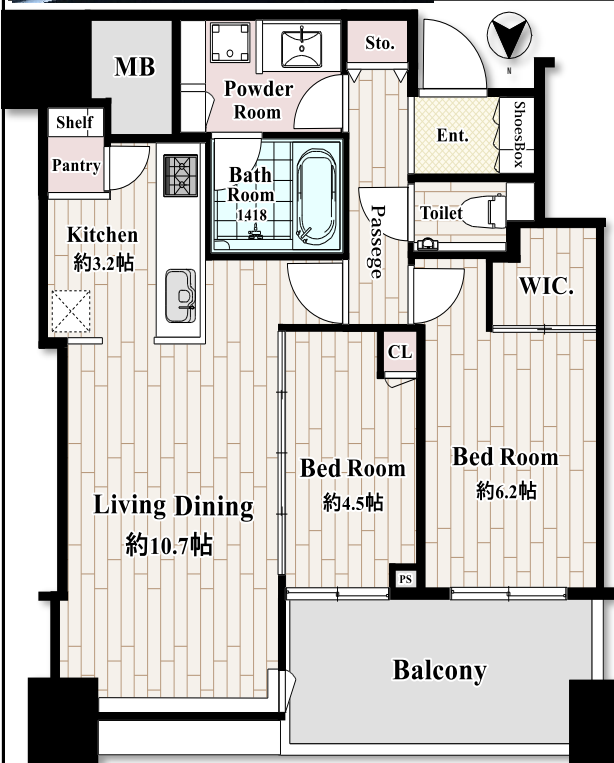 MB
Sto.
Powder
Room
N
Shelf
Pantry
Ent.
ShoesBox
Bath
Room
1418
Passege
Toilet
Kitchen
約3.2帖
WIC.
CL
Bed Room
約4.5帖
Bed Room
約6.2帖
Living Dining
約10.7帖
PS
Balcony